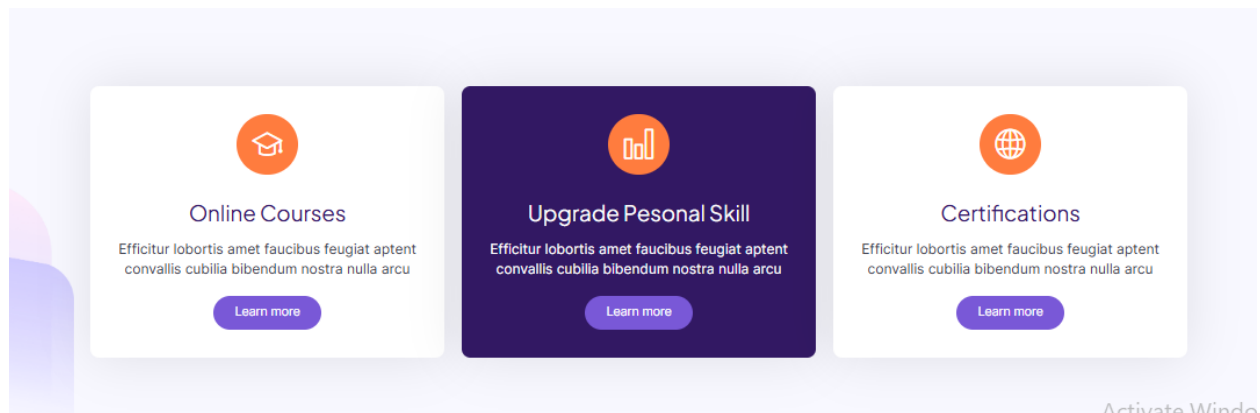 Online Courses
Efficitur lobortis amet faucibus feugiat aptent
convallis cubilia bibendum nostra nulla arcu
Learn more
Upgrade Pesonal Skill
Efficitur lobortis amet faucibus feugiat aptent
convallis cubilia bibendum nostra nulla arcu
Learn more
Certifications
Efficitur lobortis amet faucibus feugiat aptent
convallis cubilia bibendum nostra nulla arcu
Learn more
Activate Windo